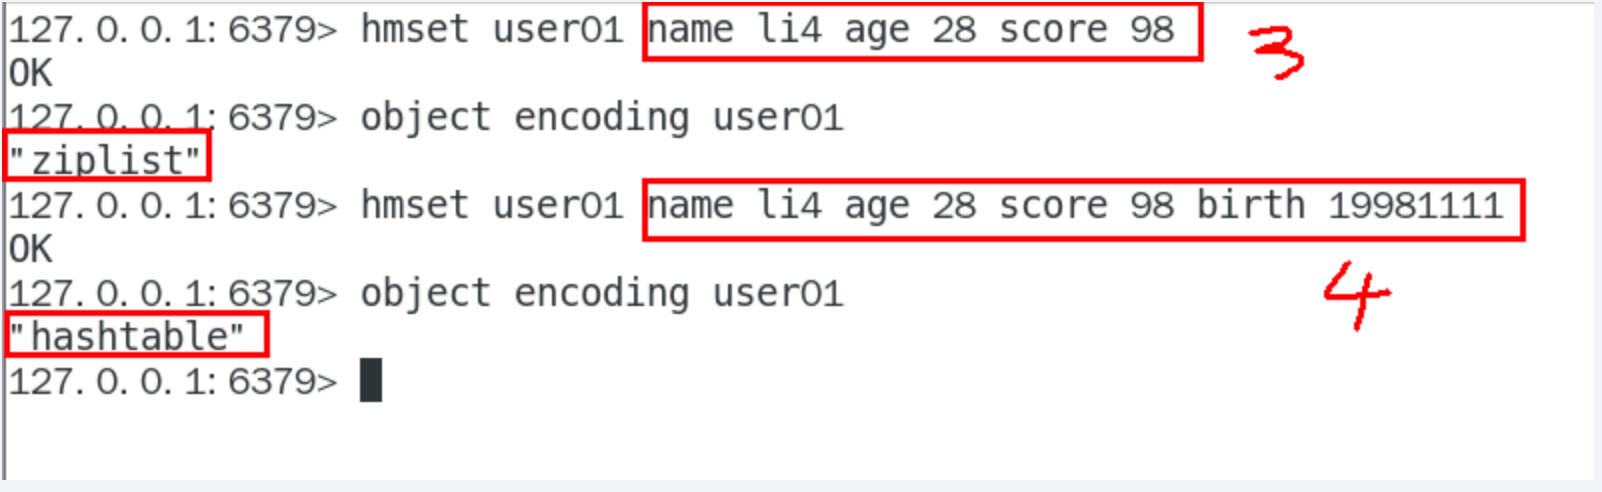 127.0.0.1:6379> hmset user01 name li4 age 28 score 98
3
OK
127.0.0.1:6379> object encoding user01
"ziplist"
127.0.0.1:6379> hmset user01 name li4 age 28 score 98 birth 19981111
OK
4
127.0.0.1:6379> object encoding user01
"hashtable"
127.0.0.1:6379>